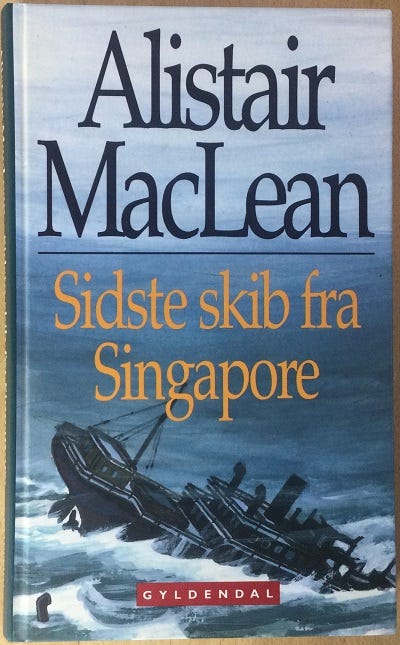 Alistair
MacLean
Sidste skib fra
Singapore
GYLDENDAL